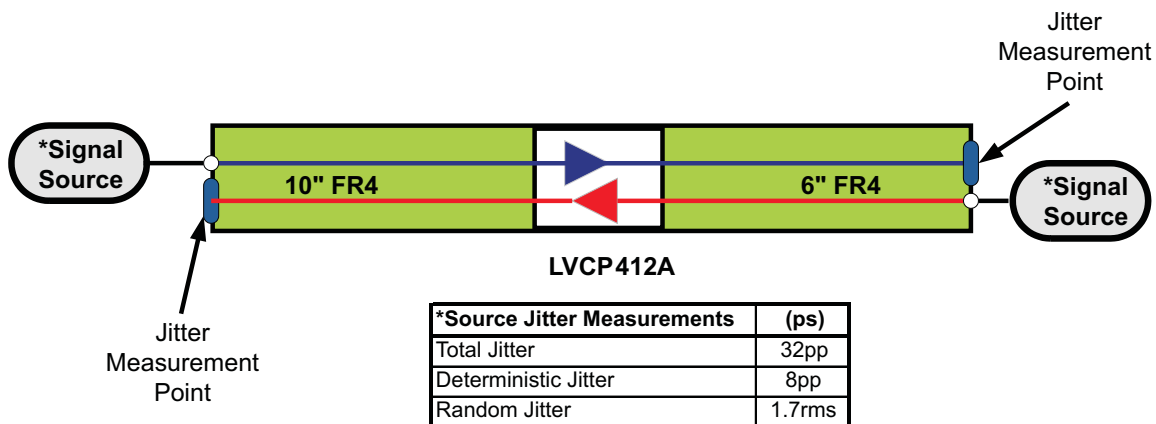 Jitter
Measurement
Point
*Signal
Source
10" FR4
6" FR4
*Signal
Source
LVCP412A
Jitter
Measurement
Point
*Source Jitter Measurements (ps)
Total Jitter 32pp
Deterministic Jitter 8pp
Random Jitter 1.7rms